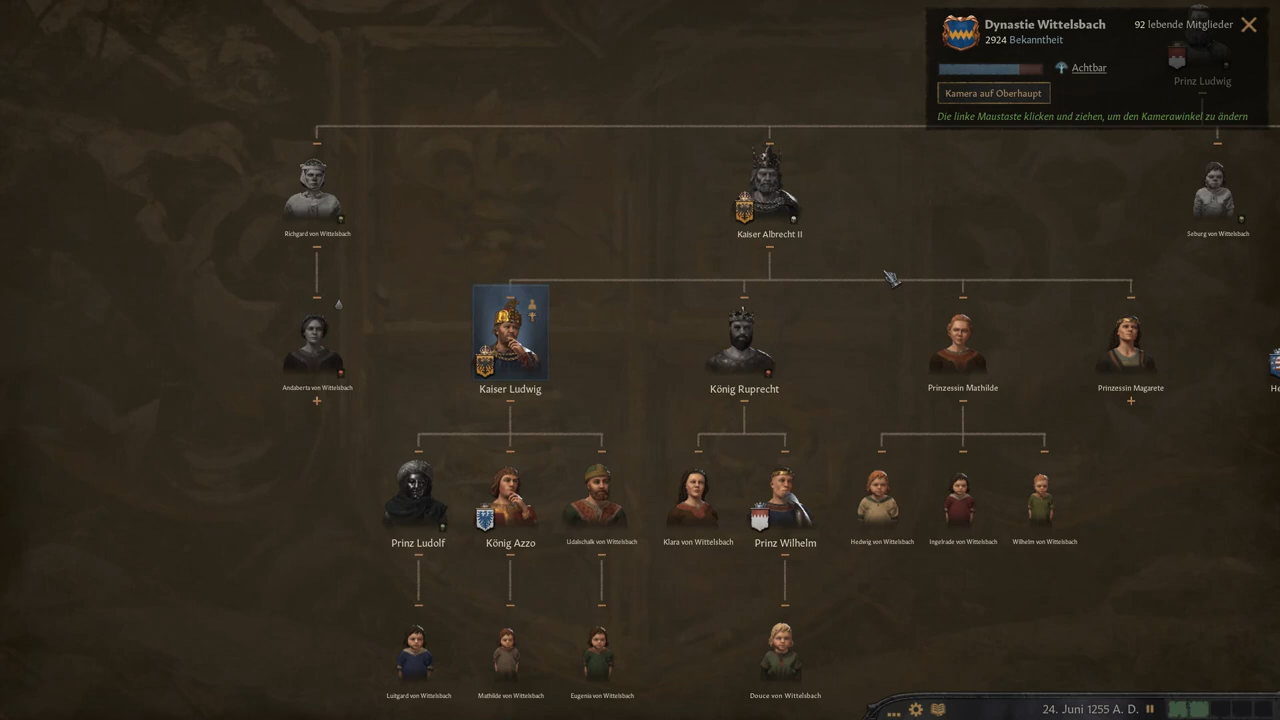 Dynastie Wittelsbach
92 lebende Mitglieder
2924 Bekanntheit
Achtbar
Prinz Ludwig
Kamera auf Oberhaupt
Die linke Maustaste klicken und ziehen, um den Kamerawinkel zu ändern
Richgard von Wittelsbach
Kaiser Albrecht II
Seburg von Wittelsbach
Andaberta von Wittelsbach
Kaiser Ludwig
König Ruprecht
Prinzessin Mathilde
Prinzessin Magarete
He
Prinz Ludolf
König Azzo
Udalschalk von Wittelsbach
Klara von Wittelsbach
Prinz Wilhelm
Hedwig von Wittelsbach
Ingelrade von Wittelsbach
Wilhelm von Wittelsbach
Luitgard von Wittelsbach
Mathilde von Wittelsbach
Eugenia von Wittelsbach
Douce von Wittelsbach
24. Juni 1255 A. D.